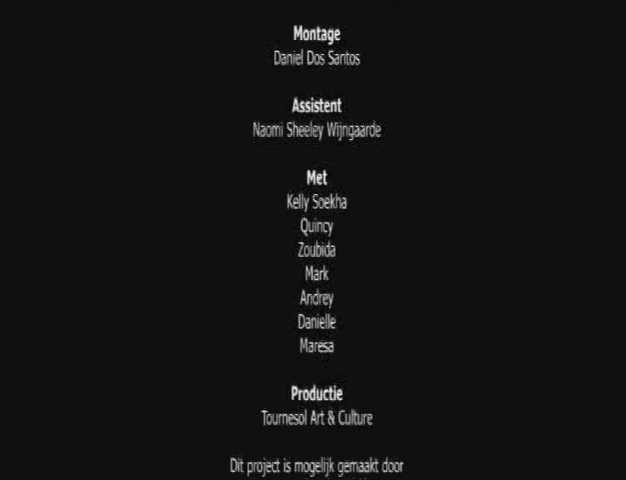 Montage
Daniel Dos Santos
Assistent
Naomi Sheeley Wijngaarde
Met
Kelly Soekha
Quincy
Zoubida
Mark
Andrey
Danielle
Maresa
Productie
Tournesol Art & Culture
Dit project is mogelijk gemaakt door